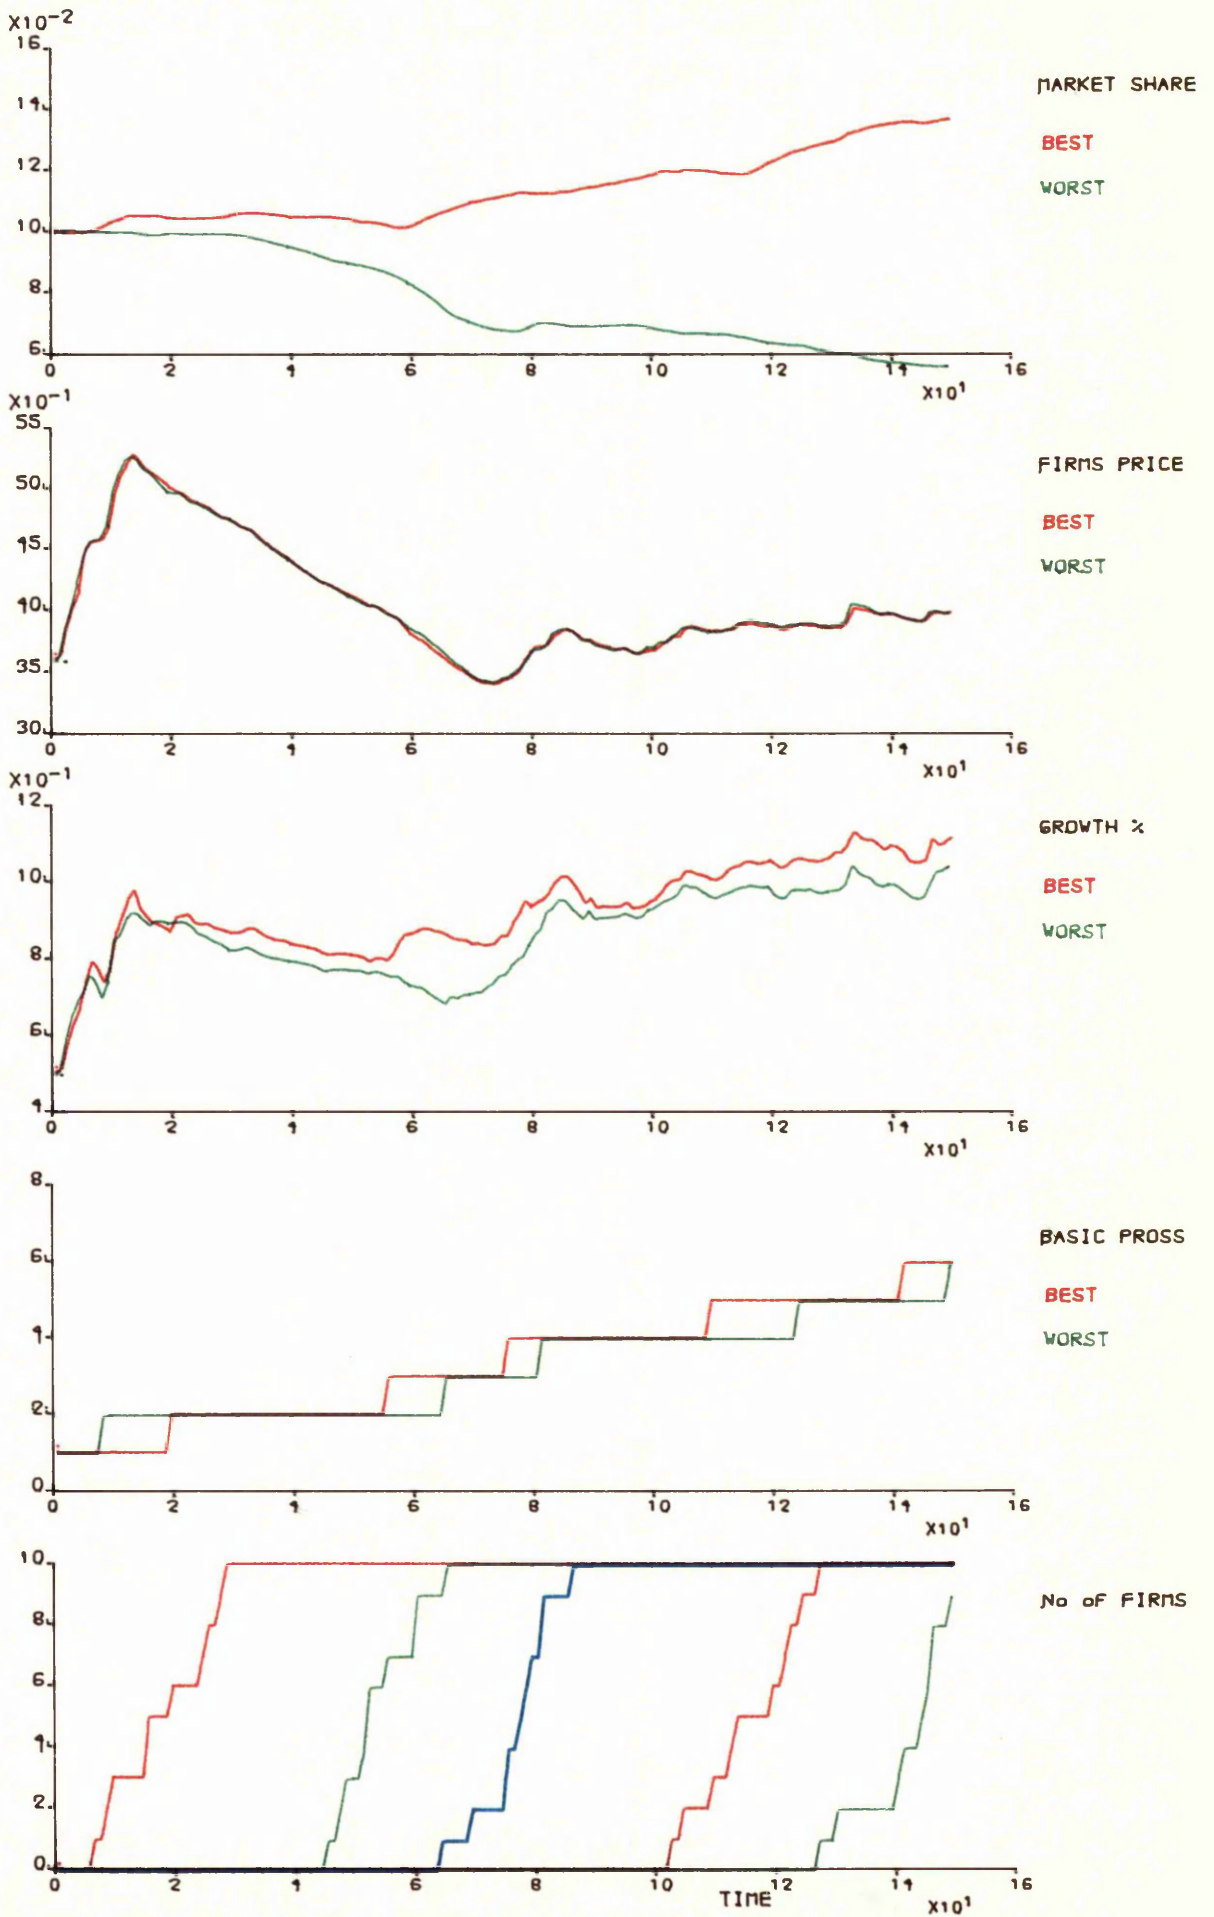 X10-2
16
14
12
10
8
6
0 2 4 6 8 10 12 14 16
X101
MARKET SHARE
BEST
WORST
X10-1
55
50
45
40
35
30
0 2 4 6 8 10 12 14 16
X101
FIRMS PRICE
BEST
WORST
X10-1
12
10
8
6
4
0 2 4 6 8 10 12 14 16
X101
GROWTH %
BEST
WORST
8
6
4
2
0
0 2 4 6 8 10 12 14 16
X101
BASIC PROSS
BEST
WORST
10
8
6
4
2
0
0 2 4 6 8 10 12 14 16
TIME
X101
No oF FIRMS